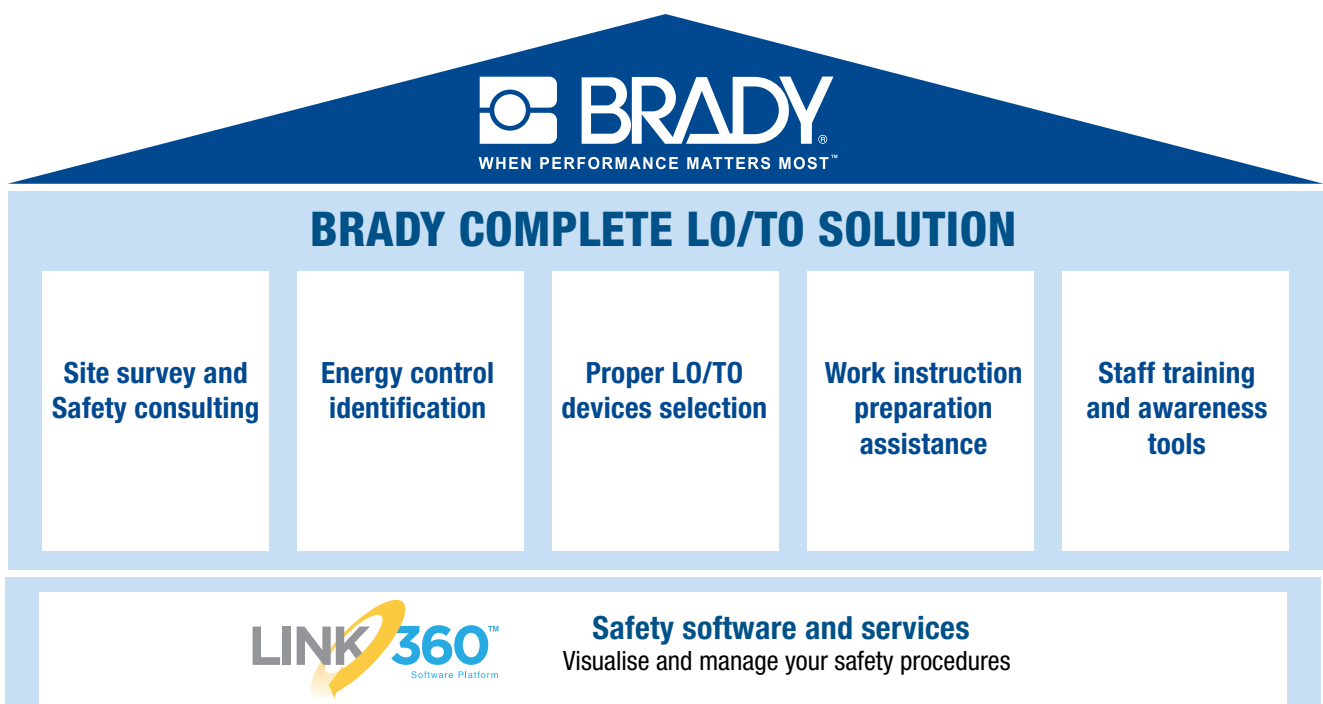 BRADY®
WHEN PERFORMANCE MATTERS MOST™
BRADY COMPLETE LO/TO SOLUTION
Site survey and
Safety consulting
Energy control
identification
Proper LO/TO
devices selection
Work instruction
preparation
assistance
Staff training
and awareness
tools
LINK360™
Software Platform
Safety software and services
Visualise and manage your safety procedures